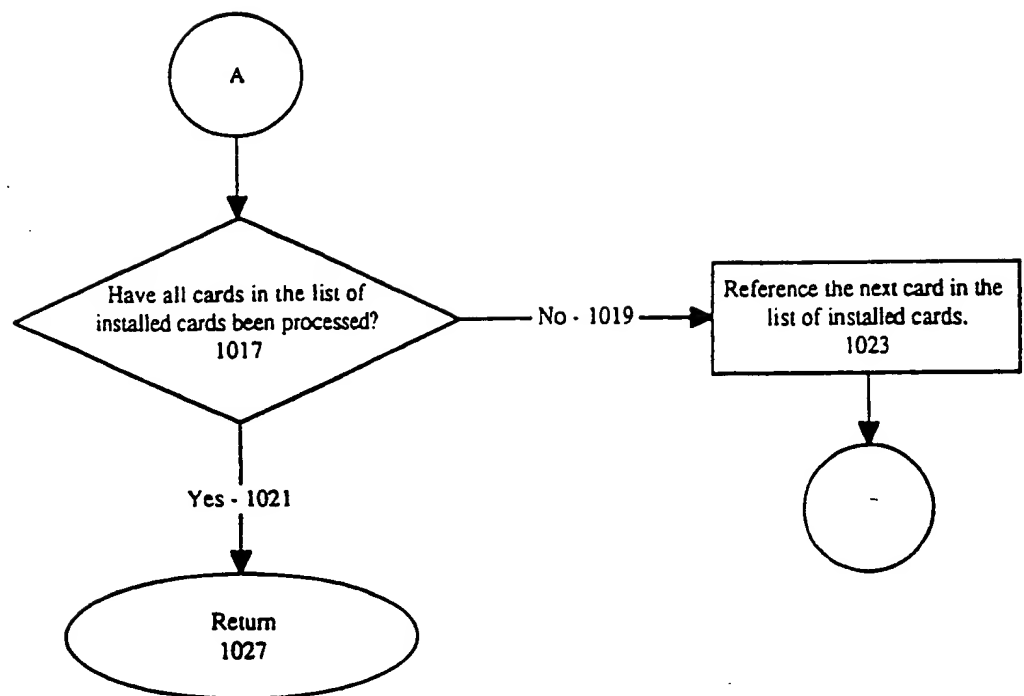 A
Have all cards in the list of
installed cards been processed?
1017
No - 1019
Reference the next card in the
list of installed cards.
1023
Yes - 1021
Return
1027